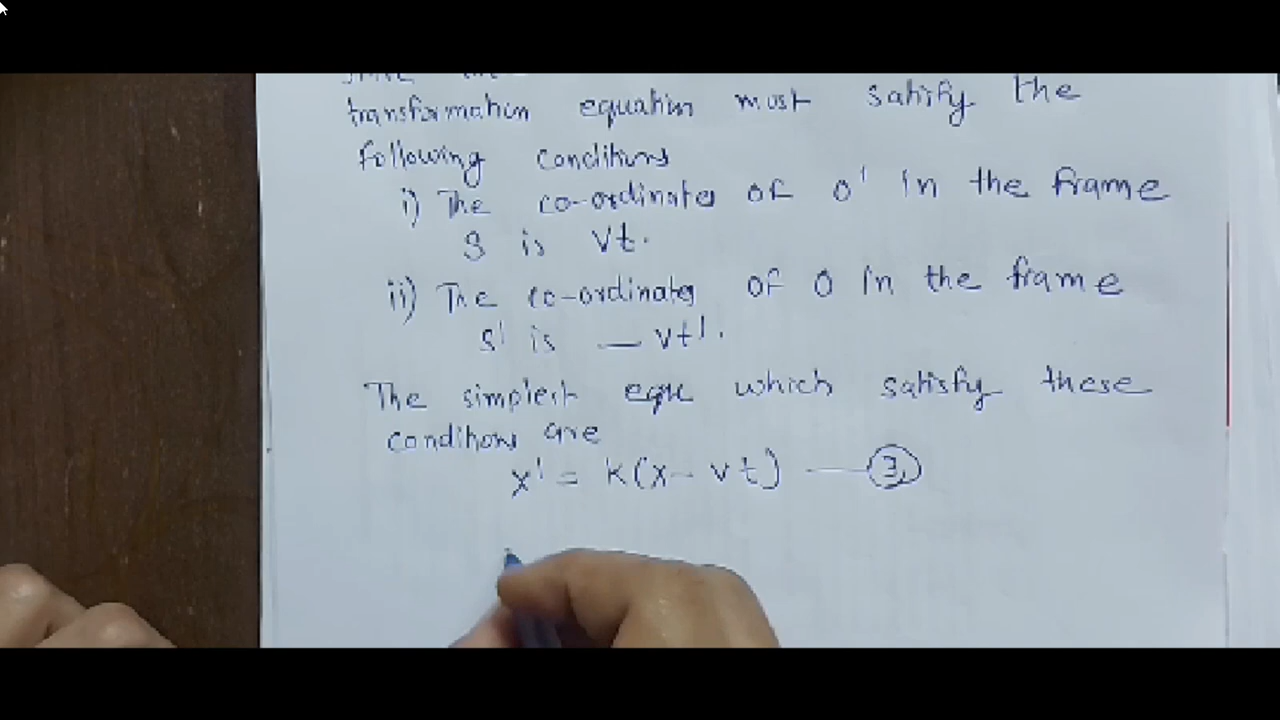 transformation equation must satisfy the
following conditions
i) The co-ordinates of O' in the frame
S is Vt.
ii) The co-ordinates of O in the frame
S' is — Vt'.
The simplest equ which satisfy these
conditions are
x' = k(x - vt) —— 3